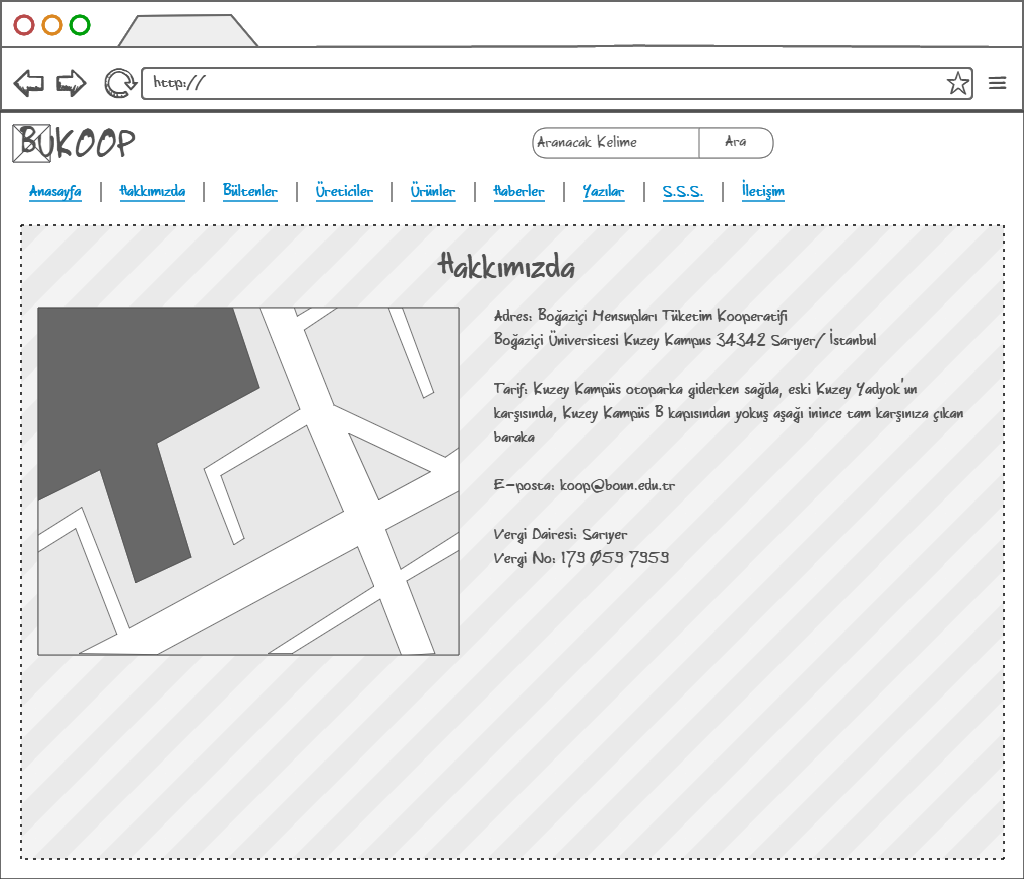 http://
BUKOOP
Aranacak Kelime
Ara
Anasayfa | Hakkımızda | Bültenler | Üreticiler | Ürünler | Haberler | Yazılar | S.S.S. | İletişim
Hakkımızda
Adres: Boğaziçi Mensupları Tüketim Kooperatifi
Boğaziçi Üniversitesi Kuzey Kampus 34342 Sarıyer/ İstanbul
Tarif: Kuzey Kampüs otoparka giderken sağda, eski Kuzey Yadyok'un
karşısında, Kuzey Kampüs B kapısından yokuş aşağı inince tam karşınıza çıkan
baraka
E-posta: koop@boun.edu.tr
Vergi Dairesi: Sarıyer
Vergi No: 179 059 7959